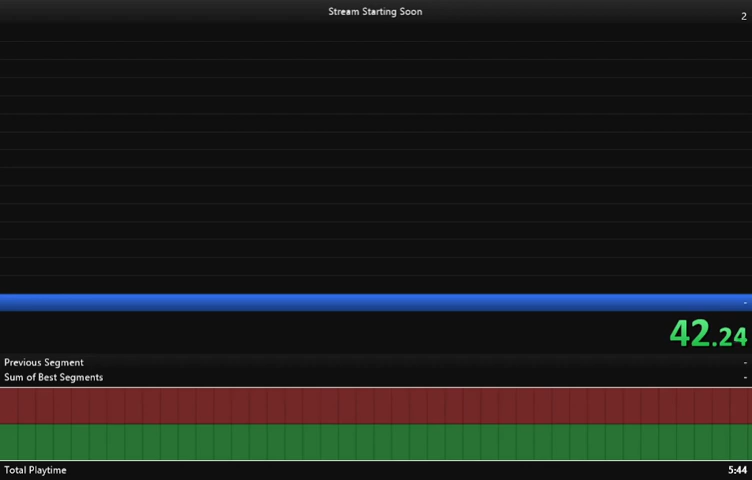 Stream Starting Soon
2
-
42.24
Previous Segment -
Sum of Best Segments -
Total Playtime 5:44